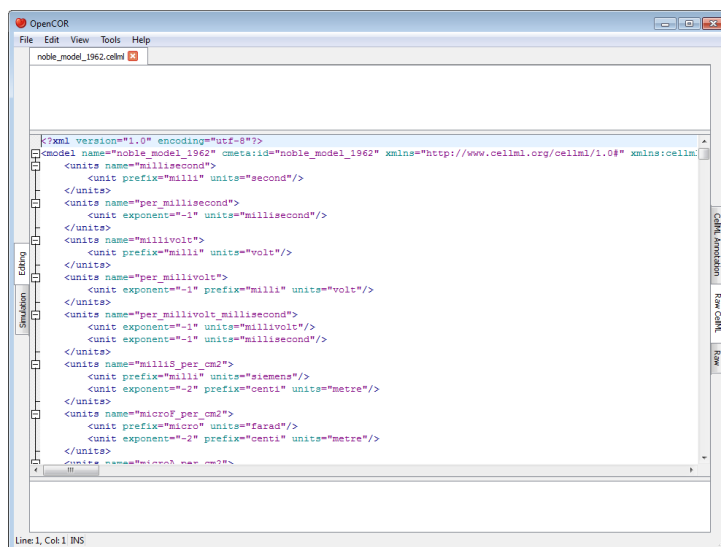 OpenCOR
File Edit View Tools Help
noble_model_1962.cellml
<?xml version="1.0" encoding="utf-8"?>
<model name="noble_model_1962" cmeta:id="noble_model_1962" xmlns="http://www.cellml.org/cellml/1.0#" xmlns:cellml
<units name="millisecond">
<unit prefix="milli" units="second"/>
</units>
<units name="per_millisecond">
<unit exponent="-1" units="millisecond"/>
</units>
<units name="millivolt">
<unit prefix="milli" units="volt"/>
</units>
<units name="per_millivolt">
<unit exponent="-1" prefix="milli" units="volt"/>
</units>
<units name="per_millivolt_millisecond">
<unit exponent="-1" units="millivolt"/>
<unit exponent="-1" units="millisecond"/>
</units>
<units name="milliS_per_cm2">
<unit prefix="milli" units="siemens"/>
<unit exponent="-2" prefix="centi" units="metre"/>
</units>
<units name="microF_per_cm2">
<unit prefix="micro" units="farad"/>
<unit exponent="-2" prefix="centi" units="metre"/>
</units>
<units name="microA_per_cm2">
Editing
Simulation
CellML Annotation
Raw CellML
Raw
Line: 1, Col: 1 INS